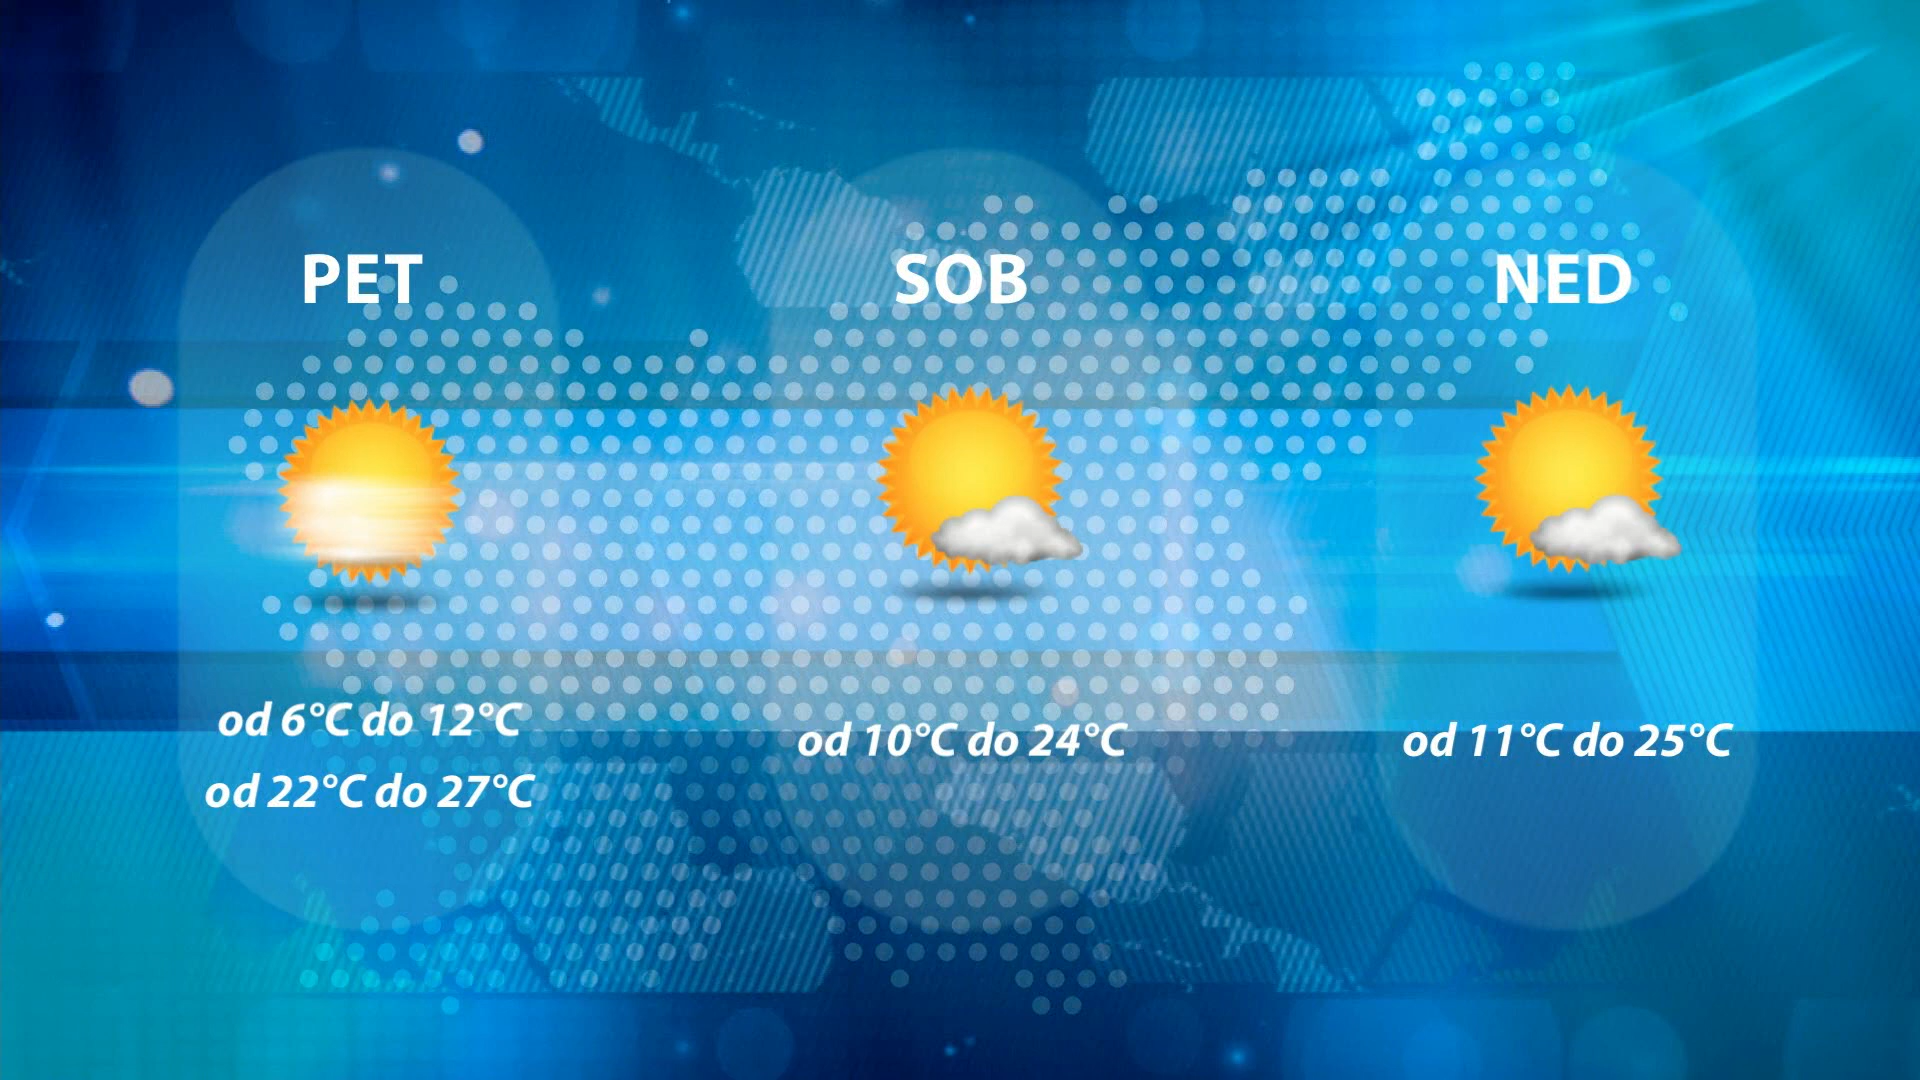 PET
od 6°C do 12°C
od 22°C do 27°C
SOB
od 10°C do 24°C
NED
od 11°C do 25°C